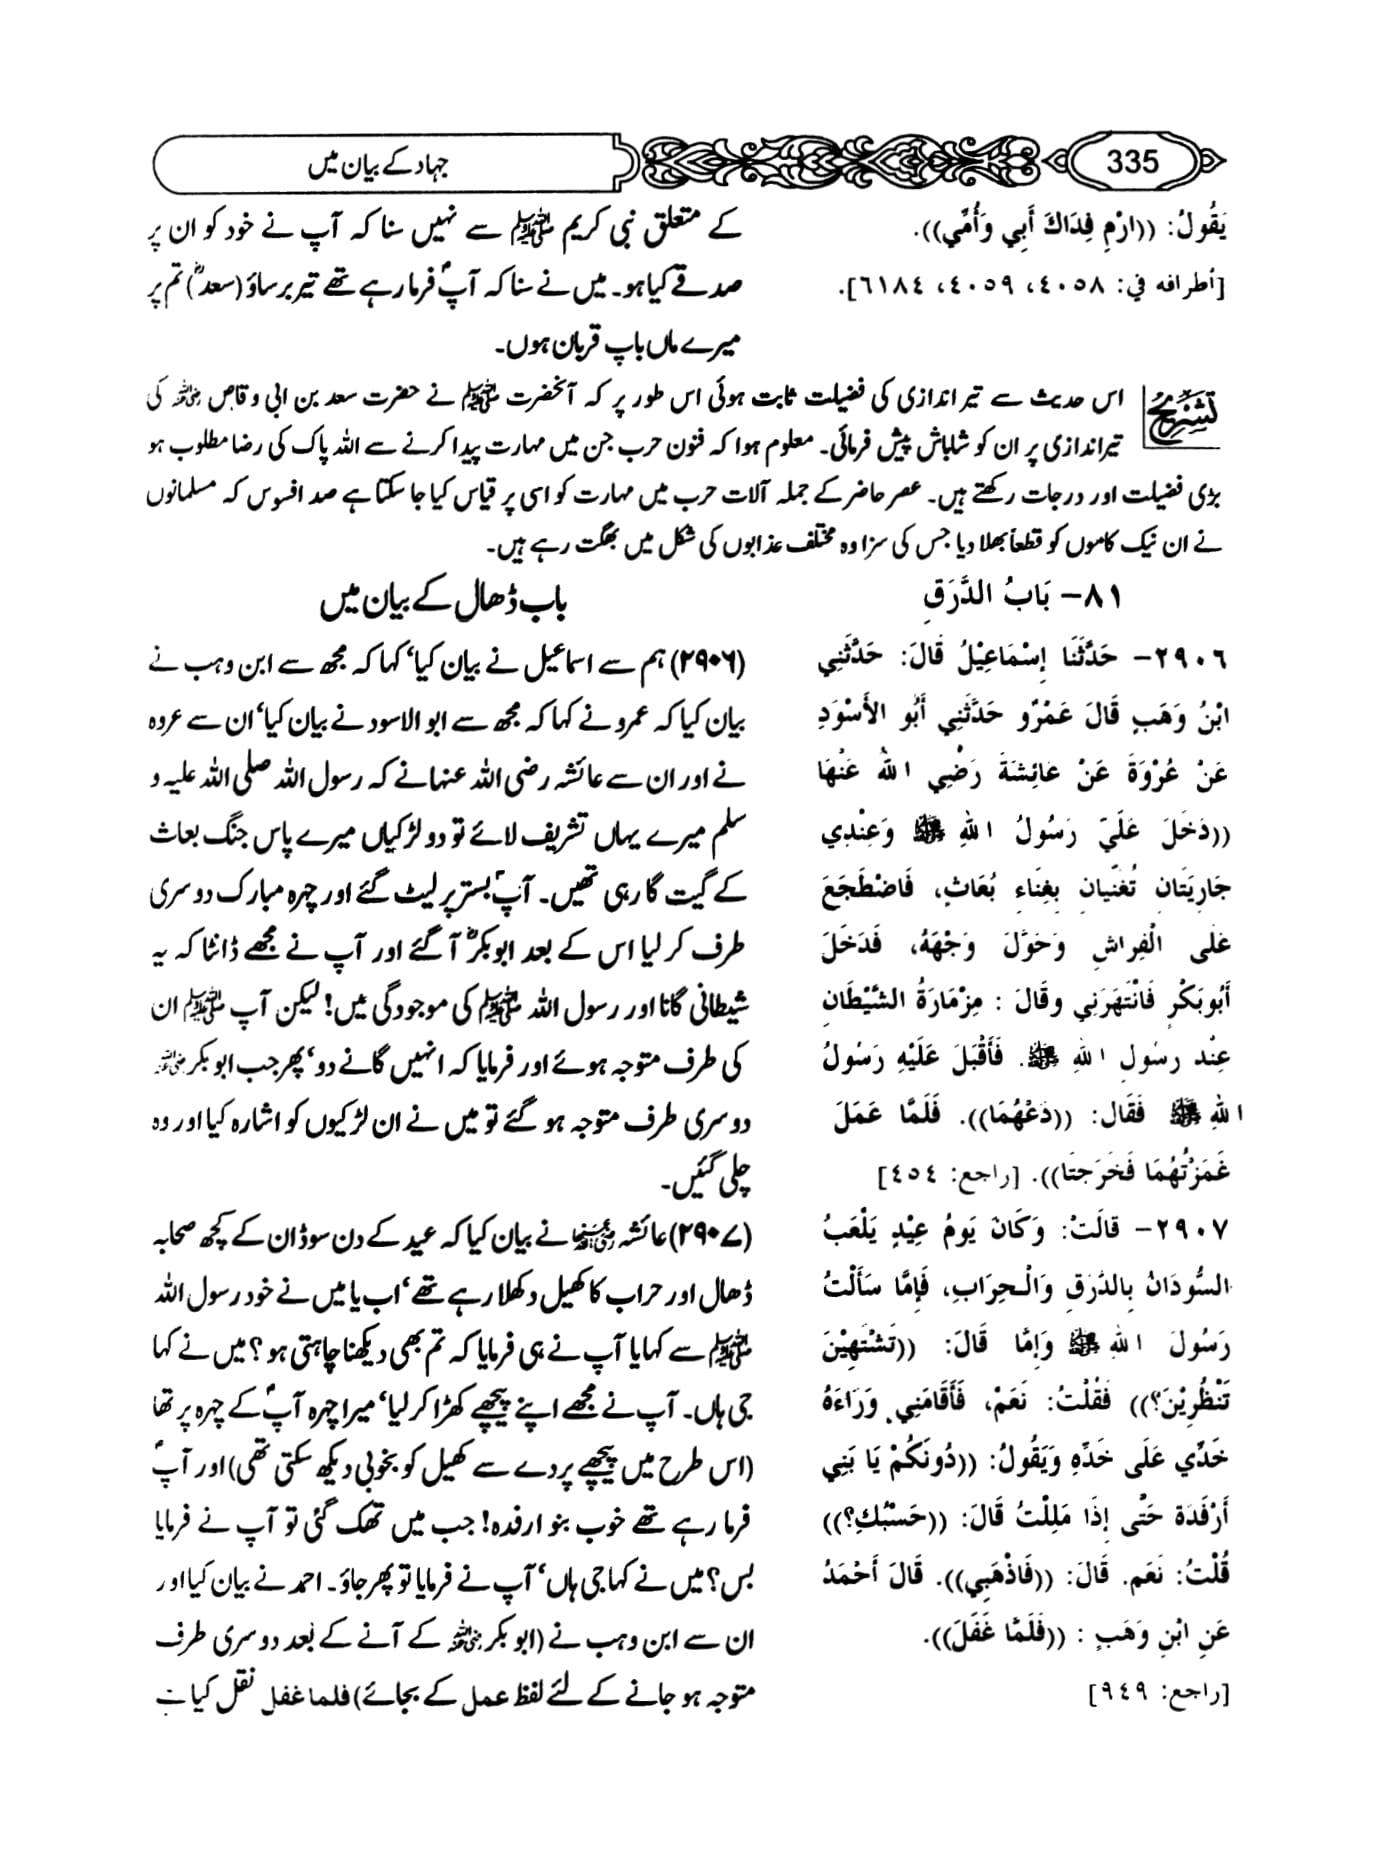 335
جہاد کے بیان میں
يَقُولُ: ((ارْمِ فِدَاكَ أَبِي وَأُمِّي)).
[أطرافه في: ٤٠٥٨، ٤٠٥٩، ٦١٨٤].
کے متعلق نبی کریم ﷺ سے نہیں سنا کہ آپ نے خود کو ان پر
صدقے کیا ہو۔ میں نے سنا کہ آپؐ فرما رہے تھے تیر برساؤ (سعدؓ) تم پر
میرے ماں باپ قربان ہوں۔
تشریح اس حدیث سے تیر اندازی کی فضیلت ثابت ہوئی اس طور پر کہ آنحضرت ﷺ نے حضرت سعد بن ابی وقاص رضی اللہ عنہ کی
تیراندازی پر ان کو شاباش پیش فرمائی۔ معلوم ہوا کہ فنون حرب جن میں مہارت پیدا کرنے سے اللہ پاک کی رضا مطلوب ہو
بڑی فضیلت اور درجات رکھتے ہیں۔ عصر حاضر کے جملہ آلات حرب میں مہارت کو اسی پر قیاس کیا جا سکتا ہے صد افسوس کہ مسلمانوں
نے ان نیک کاموں کو قطعاً بھلا دیا جس کی سزا وہ مختلف عذابوں کی شکل میں بھگت رہے ہیں۔
٨١- بَابُ الدَّرَقِ
باب ڈھال کے بیان میں
٢٩٠٦- حَدَّثَنَا إِسْمَاعِيْلُ قَالَ: حَدَّثَنِي
ابْنُ وَهَبٍ قَالَ عَمْرٌو حَدَّثَنِي أَبُو الأَسْوَدِ
عَنْ عُرْوَةَ عَنْ عَائِشَةَ رَضْيِ اللهُ عَنْهَا
((دَخَلَ عَلَيَّ رَسُولُ اللهِ ﷺ وَعِنْدِي
جَارِيَتَانِ تُغَنِّيَانِ بِغِنَاءِ بُعَاثٍ، فَاضْطَجَعَ
عَلَى الْفِرَاشِ وَحَوَّلَ وَجْهَهُ، فَدَخَلَ
أَبُوبَكْرٍ فَانْتَهَرَنِي وَقَالَ : مِزْمَارَةُ الشَّيْطَانِ
عِنْد رسُولِ اللهِ ﷺ. فَأَقْبَلَ عَلَيْهِ رَسُولُ
اللهِ ﷺ فَقَال: ((دَعْهُمَا)). فَلَمَّا عَمَلَ
غَمَزْتُهُمَا فَخَرَجَتَا)). [راجع: ٤٥٤]
(۲۹۰۶) ہم سے اسماعیل نے بیان کیا‘ کہا کہ مجھ سے ابن وہب نے
بیان کیا کہ عمرو نے کہا کہ مجھ سے ابو الاسود نے بیان کیا‘ ان سے عروہ
نے اور ان سے عائشہ رضی اللہ عنہا نے کہ رسول اللہ صلی اللہ علیہ و
سلم میرے یہاں تشریف لائے تو دو لڑکیاں میرے پاس جنگ بعاث
کے گیت گا رہی تھیں۔ آپؐ بستر پر لیٹ گئے اور چہرہ مبارک دوسری
طرف کر لیا اس کے بعد ابوبکرؓ آ گئے اور آپ نے مجھے ڈانٹا کہ یہ
شیطانی گانا اور رسول اللہ ﷺ کی موجودگی میں! لیکن آپ ﷺ ان
کی طرف متوجہ ہوئے اور فرمایا کہ انہیں گانے دو‘ پھر جب ابو بکر رضی اللہ عنہ
دوسری طرف متوجہ ہو گئے تو میں نے ان لڑکیوں کو اشارہ کیا اور وہ
چلی گئیں۔
٢٩٠٧- قالَتْ: وَكَانَ يَومُ عِيْدٍ يَلْعَبُ
السُّودَانُ بِالدَّرَقِ وَالْحِرَابِ، فَإِمَّا سَأَلْتُ
رَسُولَ اللهِ ﷺ وَإِمَّا قَالَ: ((تَشْتَهِيْنَ
تَنْظُرِيْنَ؟)) فَقُلْتُ: نَعَمْ، فَأَقَامَنِي وَرَاءَهُ
خَدِّي عَلَى خَدِّهِ وَيَقُولُ: ((دُونَكُمْ يَا بَنِي
أَرْفَدَة حَتَّى إِذَا مَلِلْتُ قَالَ: ((حَسْبُكِ؟))
قُلْتُ: نَعَم. قَالَ: ((فَاذْهَبِي)). قَالَ أَحْمَدُ
عَنِ ابْنِ وَهَبٍ : ((فَلَمَّا غَفَلَ)).
[راجع: ٩٤٩]
(۲۹۰۷) عائشہ رضی اللہ عنہا نے بیان کیا کہ عید کے دن سوڈان کے کچھ صحابہ
ڈھال اور حراب کا کھیل دکھلا رہے تھے‘ اب یا میں نے خود رسول اللہ
ﷺ سے کہا یا آپ نے ہی فرمایا کہ تم بھی دیکھنا چاہتی ہو؟ میں نے کہا
جی ہاں۔ آپ نے مجھے اپنے پیچھے کھڑا کر لیا‘ میرا چہرہ آپؐ کے چہرہ پر تھا
(اس طرح میں پیچھے پردے سے کھیل کو بخوبی دیکھ سکتی تھی) اور آپؐ
فرما رہے تھے خوب بنو ارفدہ! جب میں تھک گئی تو آپ نے فرمایا
بس؟ میں نے کہا جی ہاں‘ آپ نے فرمایا تو پھر جاؤ۔ احمد نے بیان کیا اور
ان سے ابن وہب نے (ابو بکر رضی اللہ عنہ کے آنے کے بعد دوسری طرف
متوجہ ہو جانے کے لئے لفظ عمل کے بجائے) فلما غفل نقل کیا